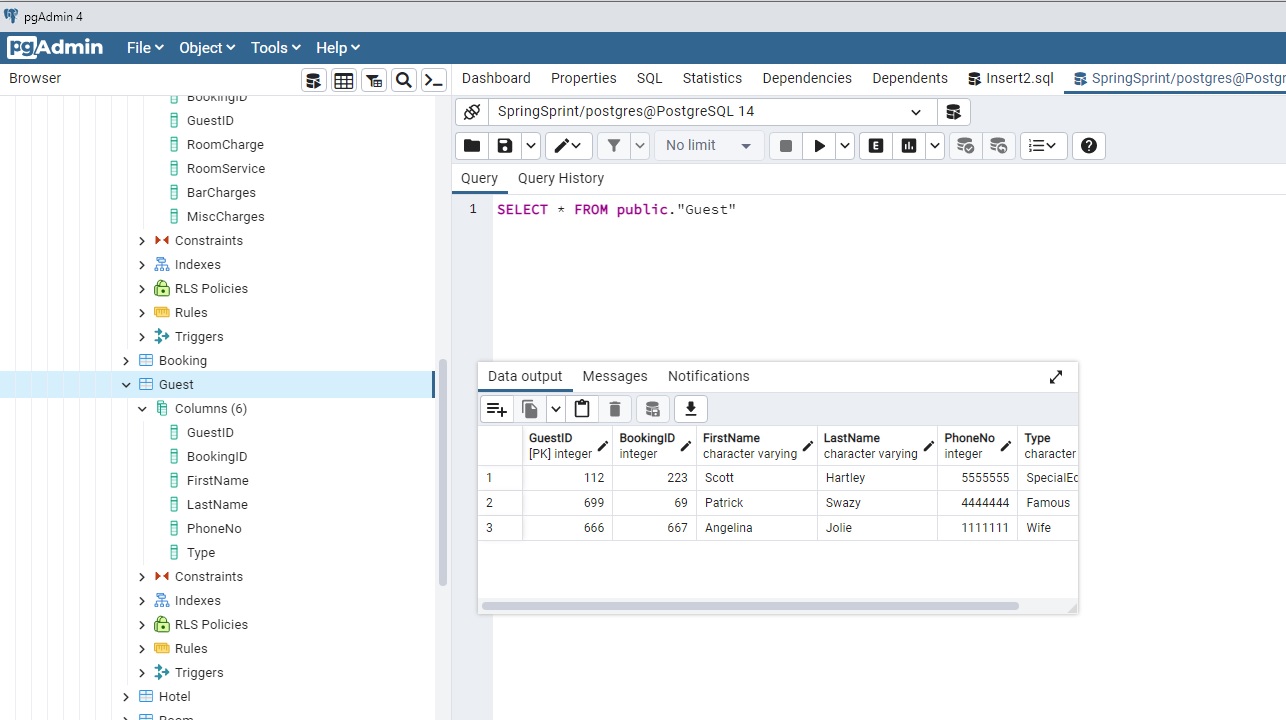 pgAdmin 4
pgAdmin File Object Tools Help
Browser
Dashboard Properties SQL Statistics Dependencies Dependents Insert2.sql SpringSprint/postgres@Postgr
SpringSprint/postgres@PostgreSQL 14
No limit
Query Query History
1 SELECT * FROM public."Guest"
BookingID
GuestID
RoomCharge
RoomService
BarCharges
MiscCharges
Constraints
Indexes
RLS Policies
Rules
Triggers
Booking
Guest
Columns (6)
GuestID
BookingID
FirstName
LastName
PhoneNo
Type
Constraints
Indexes
RLS Policies
Rules
Triggers
Hotel
Room
Data output Messages Notifications
GuestID BookingID FirstName LastName PhoneNo Type
[PK] integer integer character varying character varying integer character
1 112 223 Scott Hartley 5555555 SpecialEd
2 699 69 Patrick Swazy 4444444 Famous
3 666 667 Angelina Jolie 1111111 Wife